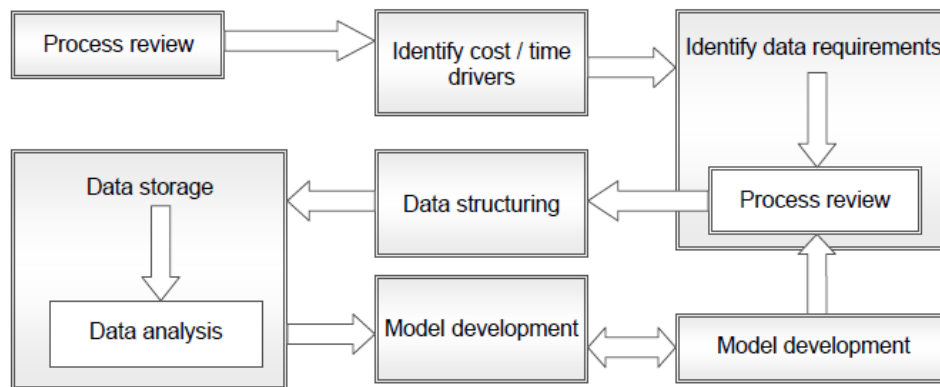 Process review
Identify cost / time
drivers
Identify data requirements
Process review
Data structuring
Data storage
Data analysis
Model development
Model development